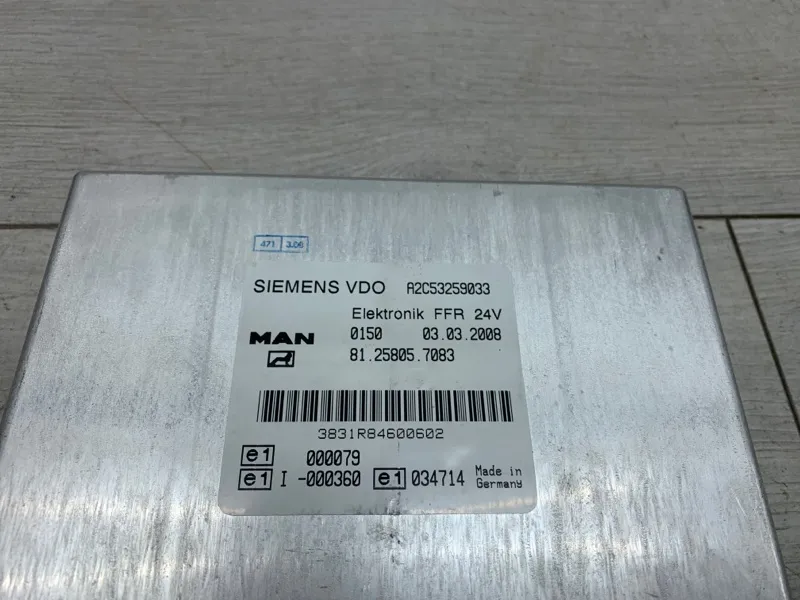 471 3.06
SIEMENS VDO A2C53259033
Elektronik FFR 24V
MAN 0150 03.03.2008
81.25805.7083
3831R84600602
e1 000079
e1 I -000360 e1 034714 Made in
Germany